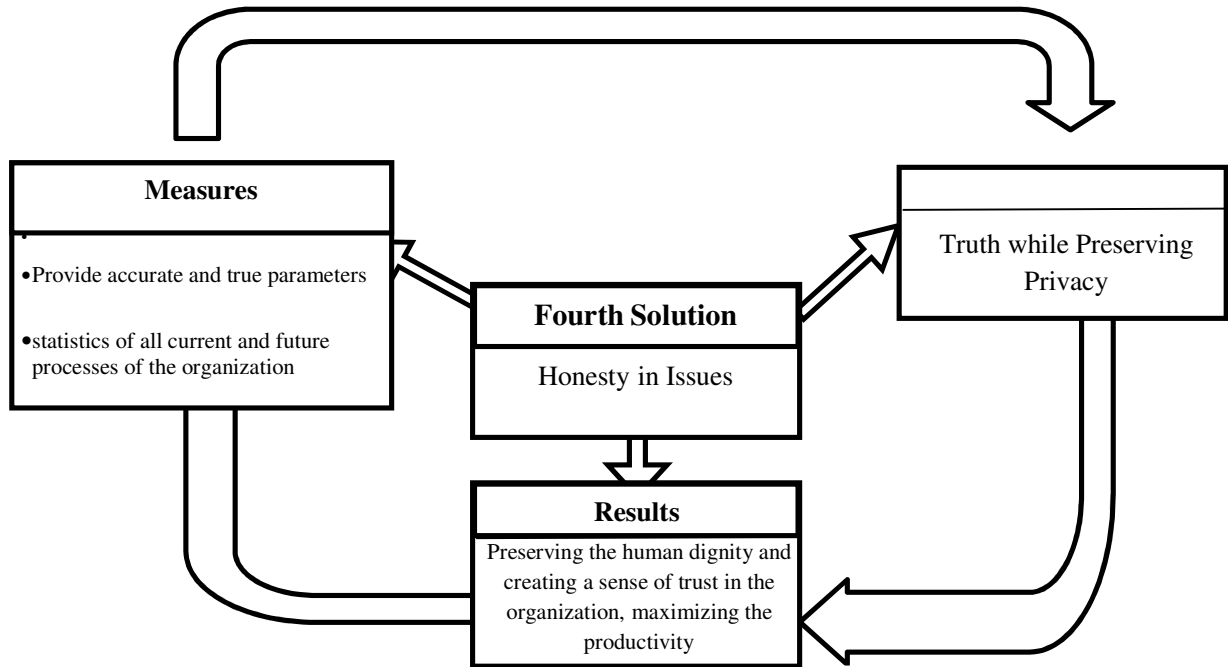 Measures
•
•Provide accurate and true parameters
•statistics of all current and future
processes of the organization
Truth while Preserving
Privacy
Fourth Solution
Honesty in Issues
Results
Preserving the human dignity and
creating a sense of trust in the
organization, maximizing the
productivity